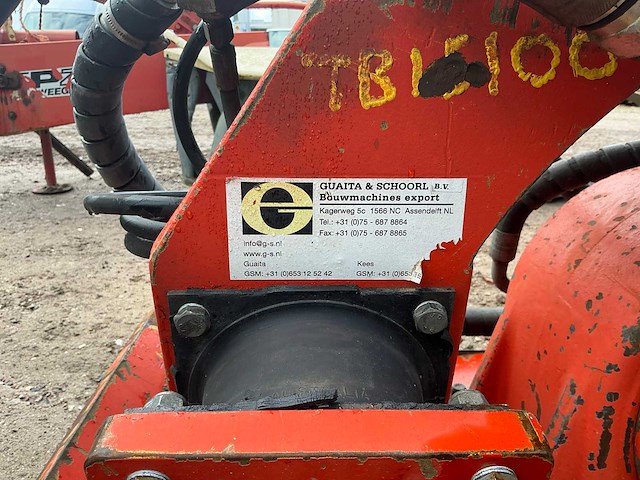 GUAITA & SCHOORL B.V.
Bouwmachines export
Kagerweg 5c 1566 NC Assendelft NL
Tel.: +31 (0)75 - 687 8864
Fax: +31 (0)75 - 687 8865
info@g-s.nl
www.g-s.nl
Guaita Kees
GSM: +31 (0)653 12 52 42 GSM: +31 (0)653